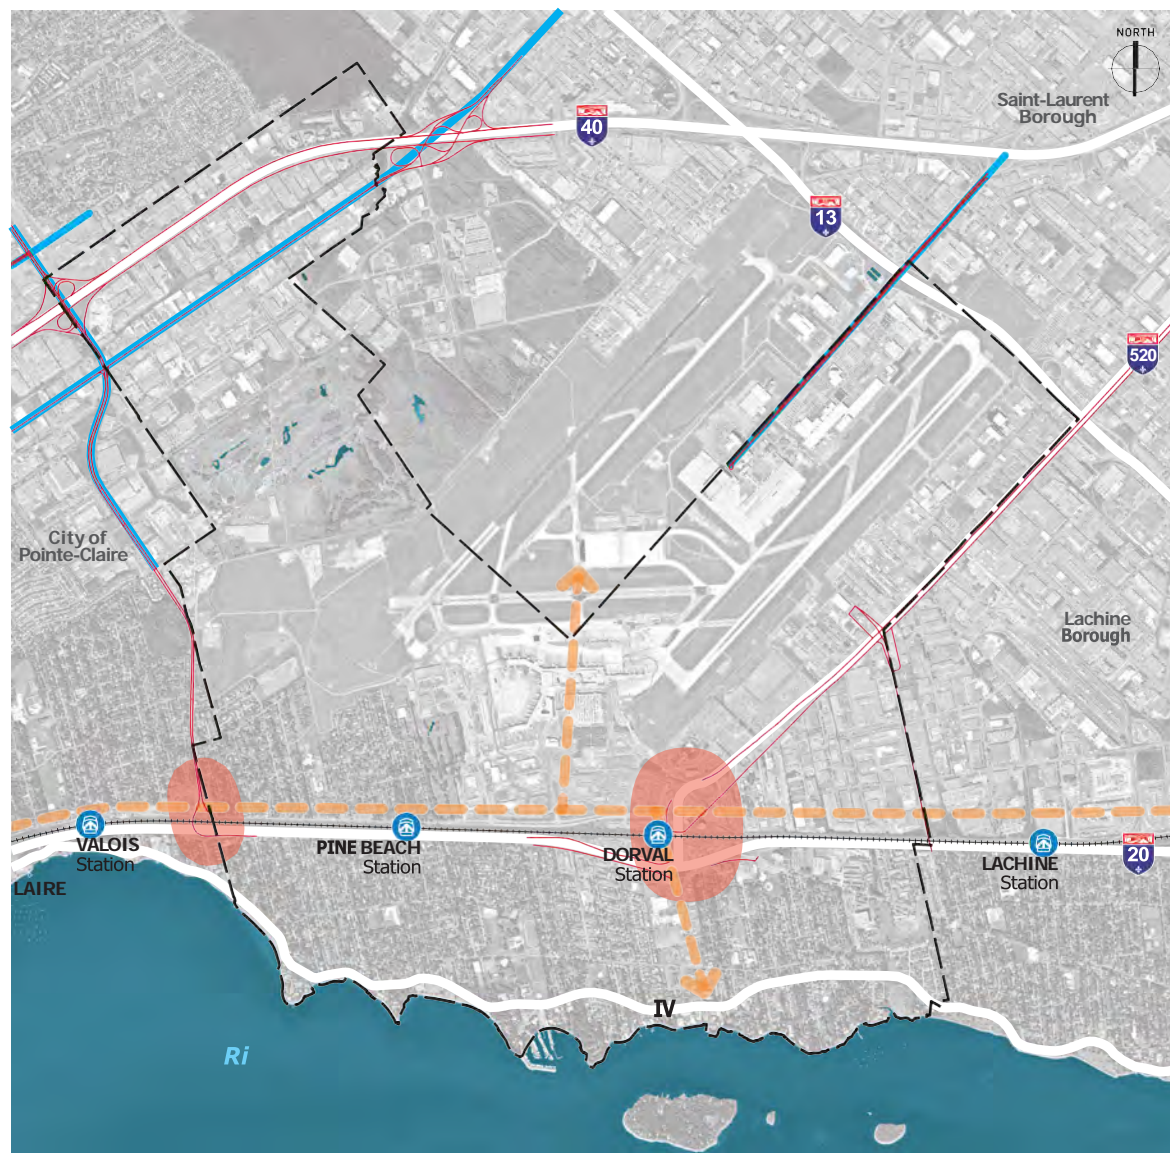 NORTH
Saint-Laurent
Borough
40
13
520
City of
Pointe-Claire
Lachine
Borough
VALOIS
Station
PINE BEACH
Station
DORVAL
Station
LACHINE
Station
20
LAIRE
IV
Ri